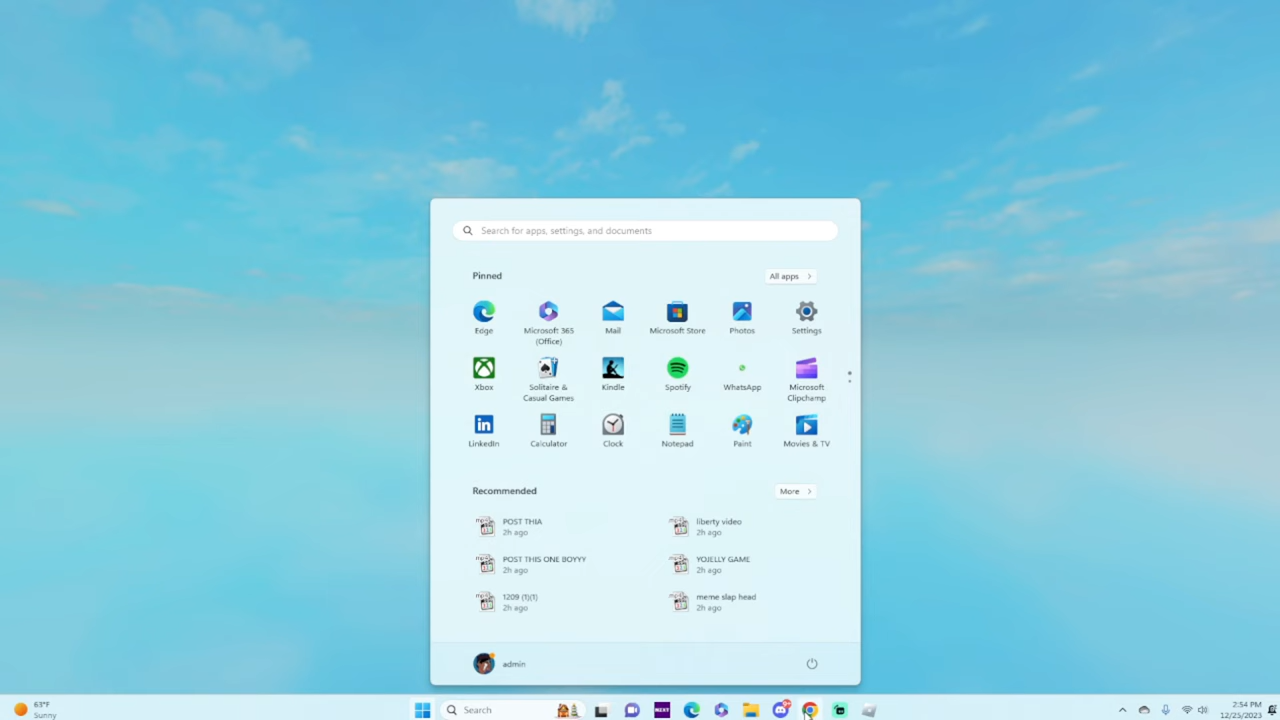 Search for apps, settings, and documents
Pinned
All apps
Edge
Microsoft 365
(Office)
Mail
Microsoft Store
Photos
Settings
Xbox
Solitaire &
Casual Games
Kindle
Spotify
WhatsApp
Microsoft
Clipchamp
LinkedIn
Calculator
Clock
Notepad
Paint
Movies & TV
Recommended
More
POST THIA
2h ago
liberty video
2h ago
POST THIS ONE BOYYY
2h ago
YOJELLY GAME
2h ago
1209 (1)(1)
2h ago
meme slap head
2h ago
admin
63°F
Sunny
Search
2:54 PM
12/25/2023